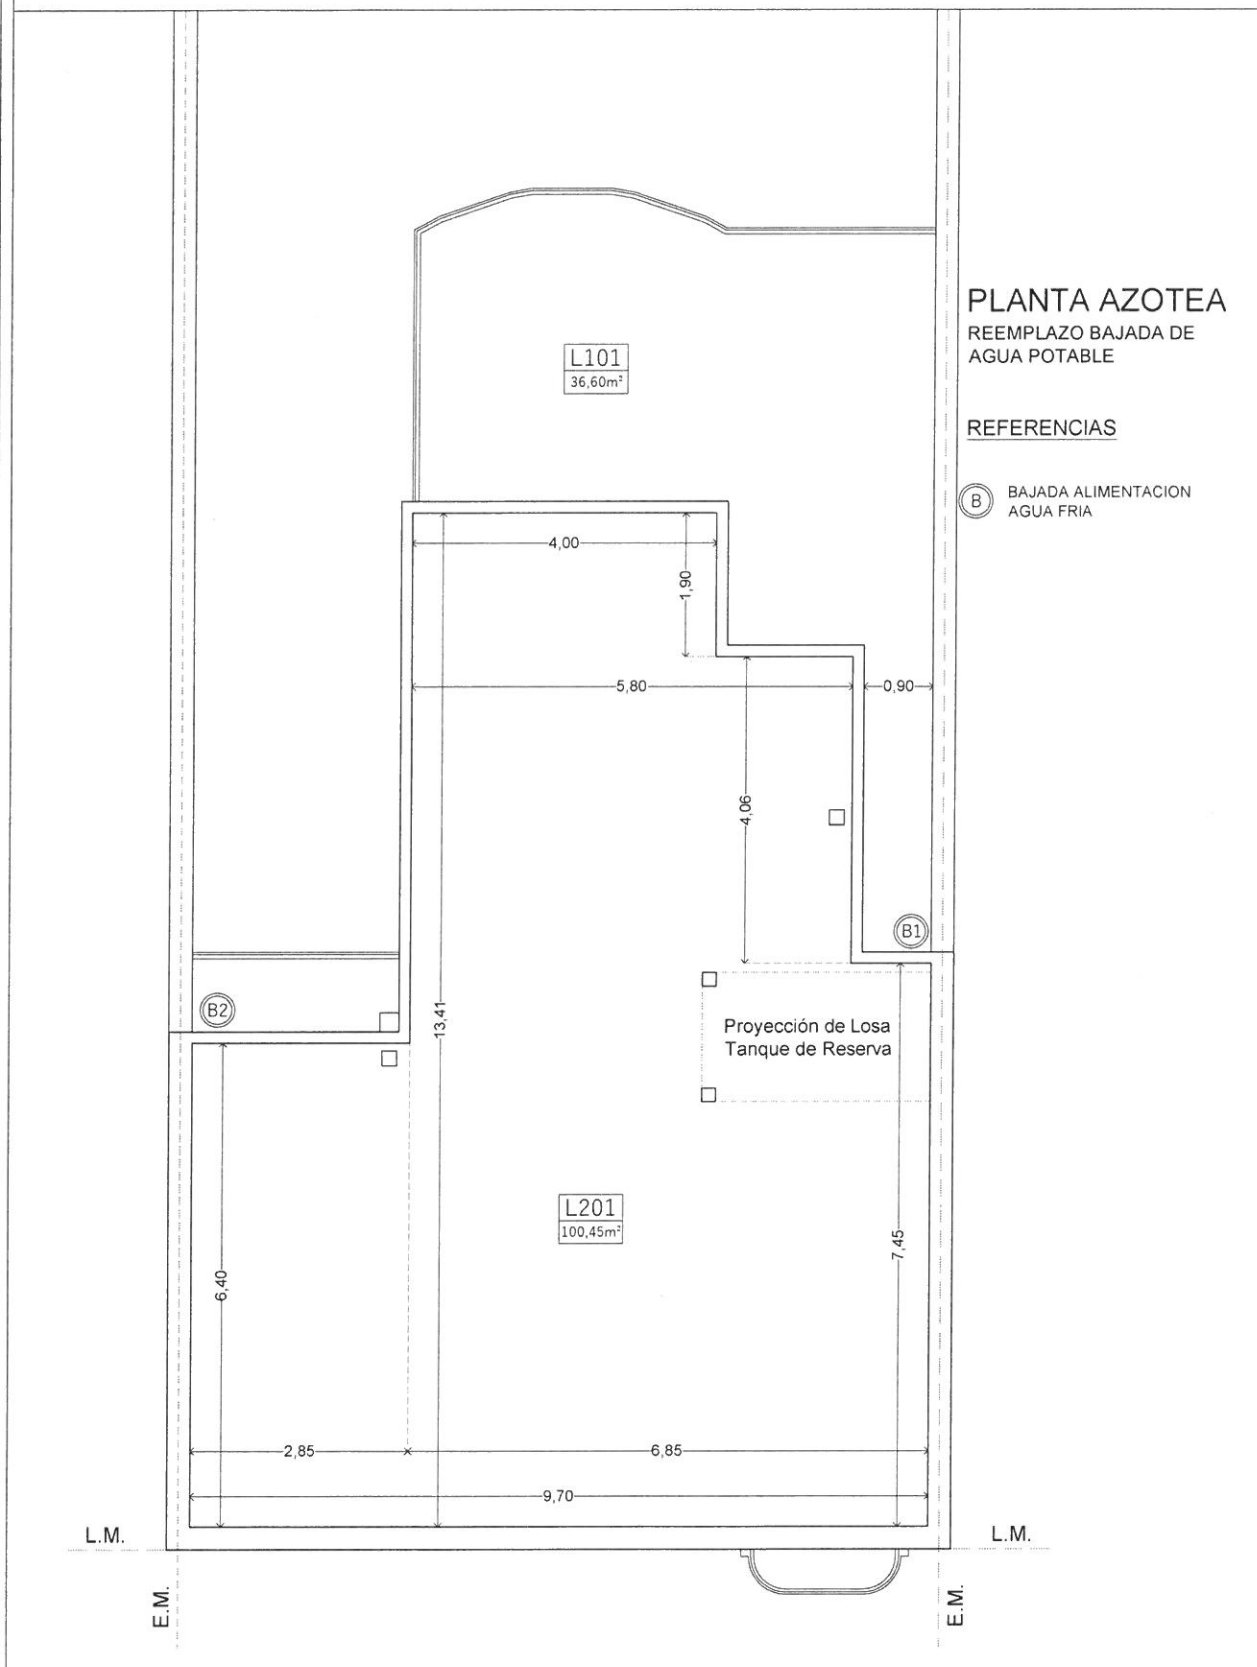 PLANTA AZOTEA
REEMPLAZO BAJADA DE
AGUA POTABLE
L101
36,60m²
REFERENCIAS
B
BAJADA ALIMENTACION
AGUA FRIA
4,00
1,90
5,80
0,90
4,06
B1
B2
13,41
Proyección de Losa
Tanque de Reserva
L201
100,45m²
7,45
6,40
2,85
6,85
9,70
L.M.
L.M.
E.M.
E.M.